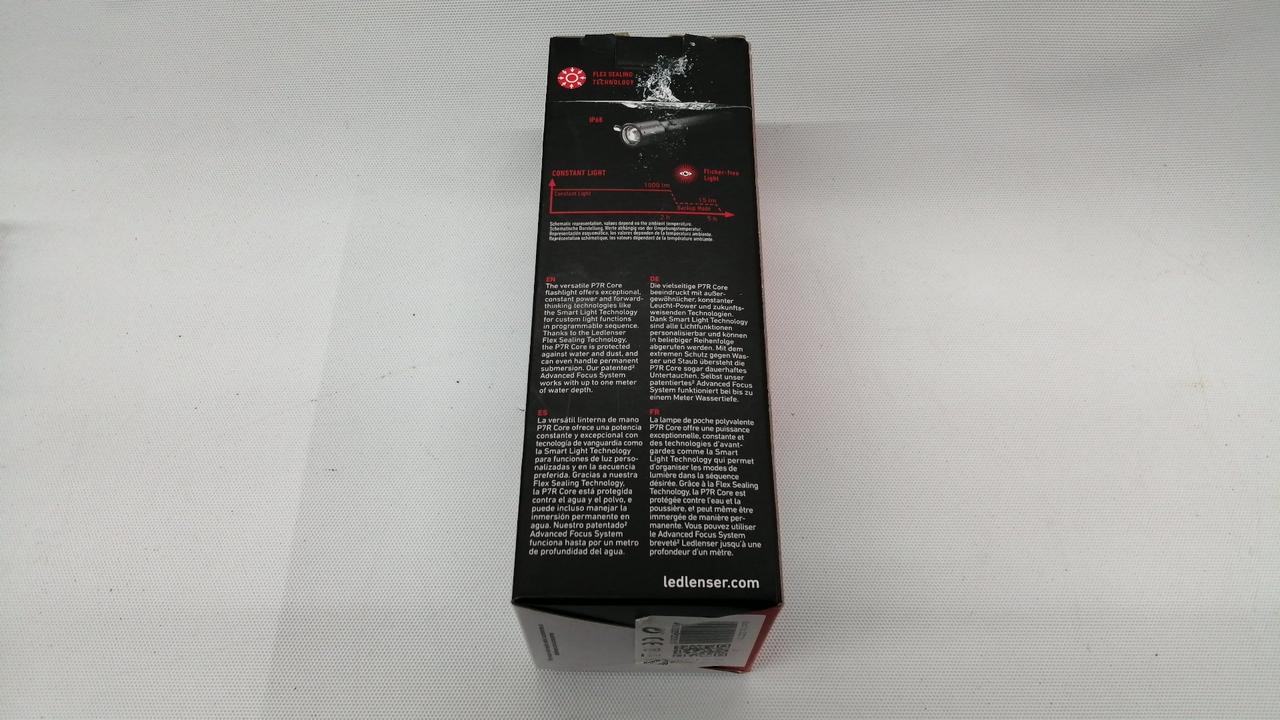 FLEX SEALING
TECHNOLOGY
IP68
CONSTANT LIGHT
Flicker-free
Light
1000 lm
Constant Light
15 lm
Backup Mode
2 h
5 h
Schematic representation, values depend on the ambient temperature.
Schematische Darstellung, Werte abhängig von der Umgebungstemperatur.
Representación esquemática, los valores dependen de la temperatura ambiente.
Représentation schématique, les valeurs dépendent de la température ambiante.
EN
The versatile P7R Core
flashlight offers exceptional,
constant power and forward-
thinking technologies like
the Smart Light Technology
for custom light functions
in programmable sequence.
Thanks to the Ledlenser
Flex Sealing Technology,
the P7R Core is protected
against water and dust, and
can even handle permanent
submersion. Our patented²
Advanced Focus System
works with up to one meter
of water depth.
DE
Die vielseitige P7R Core
beeindruckt mit außer-
gewöhnlicher, konstanter
Leucht-Power und zukunfts-
weisenden Technologien.
Dank Smart Light Technology
sind alle Lichtfunktionen
personalisierbar und können
in beliebiger Reihenfolge
abgerufen werden. Mit dem
extremen Schutz gegen Was-
ser und Staub übersteht die
P7R Core sogar dauerhaftes
Untertauchen. Selbst unser
patentiertes² Advanced Focus
System funktioniert bei bis zu
einem Meter Wassertiefe.
ES
La versátil linterna de mano
P7R Core ofrece una potencia
constante y excepcional con
tecnología de vanguardia como
la Smart Light Technology
para funciones de luz perso-
nalizadas y en la secuencia
preferida. Gracias a nuestra
Flex Sealing Technology,
la P7R Core está protegida
contra el agua y el polvo, e
puede incluso manejar la
inmersión permanente en
agua. Nuestro patentado²
Advanced Focus System
funciona hasta por un metro
de profundidad del agua.
FR
La lampe de poche polyvalente
P7R Core offre une puissance
exceptionnelle, constante et
des technologies d'avant-
gardes comme la Smart
Light Technology qui permet
d'organiser les modes de
lumière dans la séquence
désirée. Grâce à la Flex Sealing
Technology, la P7R Core est
protégée contre l'eau et la
poussière, et peut même être
immergée de manière per-
manente. Vous pouvez utiliser
le Advanced Focus System
breveté² Ledlenser jusqu'à une
profondeur d'un mètre.
ledlenser.com